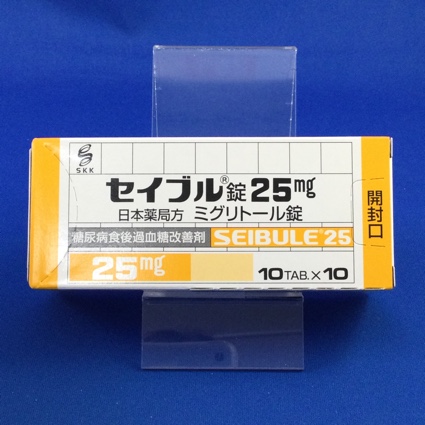 SKK
セイブル®錠25mg
日本薬局方 ミグリトール錠
糖尿病食後過血糖改善剤 SEIBULE® 25
25mg
10TAB.×10
開封口